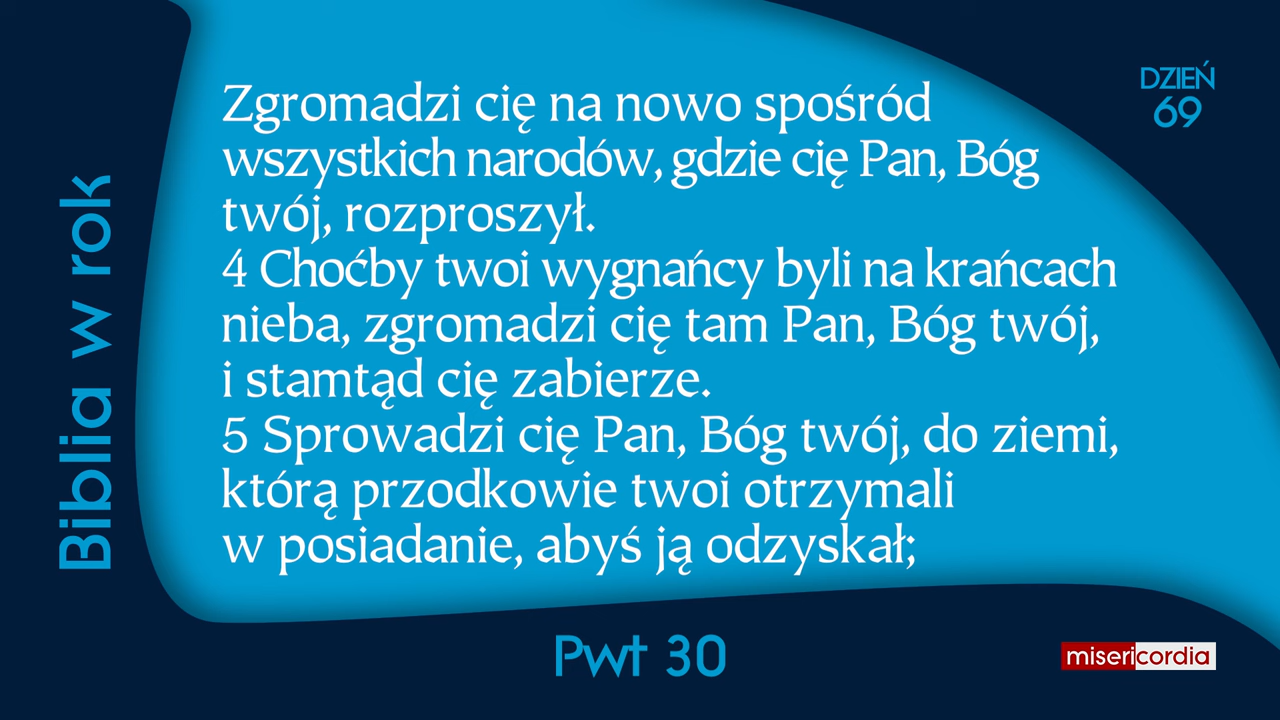 Biblia w rok
DZIEŃ
69
Zgromadzi cię na nowo spośród
wszystkich narodów, gdzie cię Pan, Bóg
twój, rozproszył.
4 Choćby twoi wygnańcy byli na krańcach
nieba, zgromadzi cię tam Pan, Bóg twój,
i stamtąd cię zabierze.
5 Sprowadzi cię Pan, Bóg twój, do ziemi,
którą przodkowie twoi otrzymali
w posiadanie, abyś ją odzyskał;
Pwt 30
misericordia